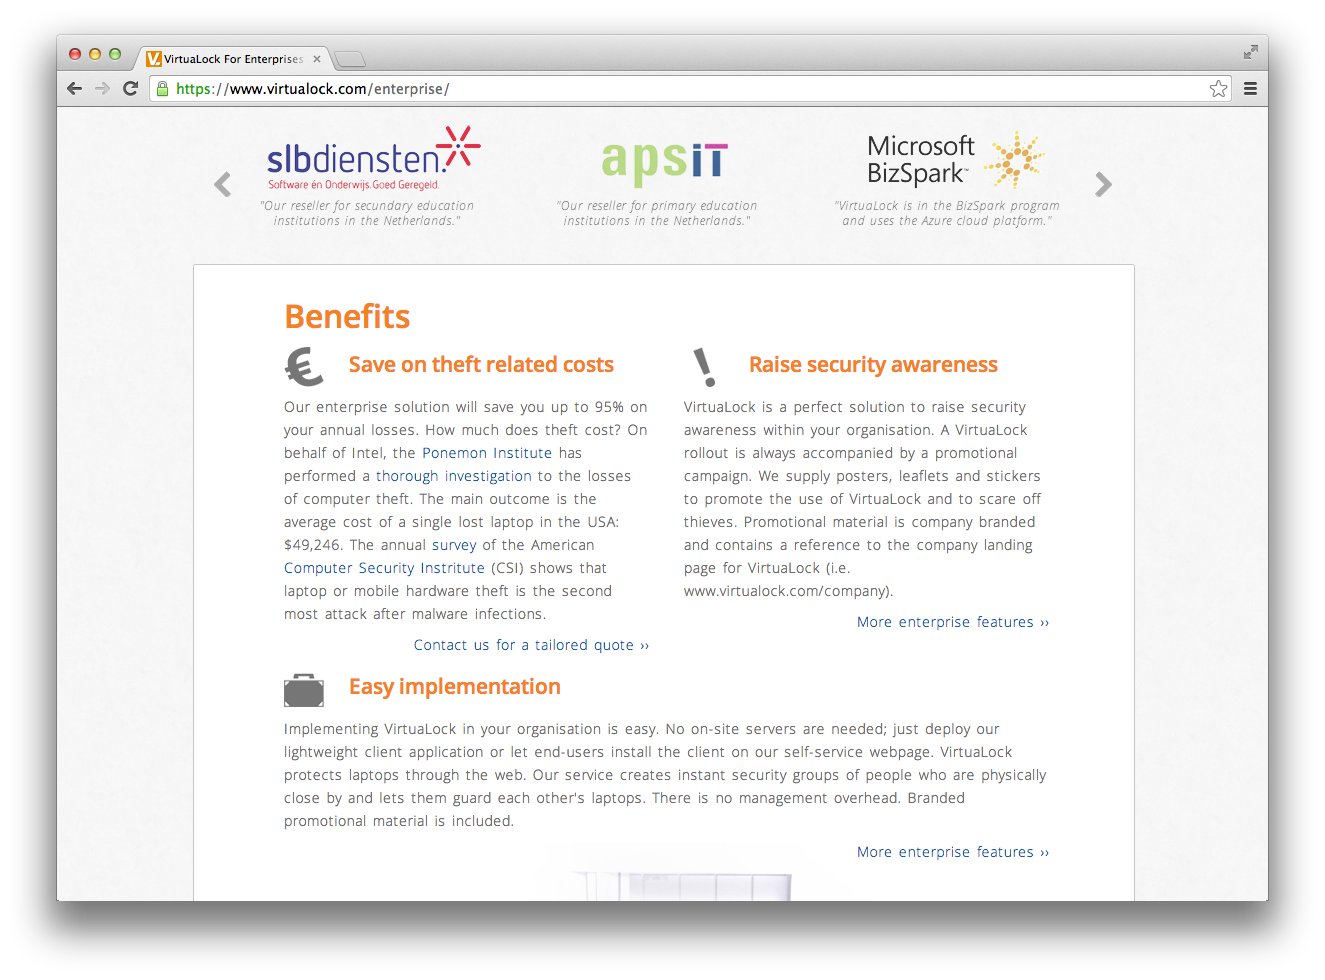 VirtuaLock For Enterprises
https://www.virtualock.com/enterprise/
slbdiensten.
Software én Onderwijs. Goed Geregeld.
"Our reseller for secundary education
institutions in the Netherlands."
apsiT
"Our reseller for primary education
institutions in the Netherlands."
Microsoft
BizSpark™
"VirtuaLock is in the BizSpark program
and uses the Azure cloud platform."
Benefits
€ Save on theft related costs
Our enterprise solution will save you up to 95% on
your annual losses. How much does theft cost? On
behalf of Intel, the Ponemon Institute has
performed a thorough investigation to the losses
of computer theft. The main outcome is the
average cost of a single lost laptop in the USA:
$49,246. The annual survey of the American
Computer Security Institute (CSI) shows that
laptop or mobile hardware theft is the second
most attack after malware infections.
Contact us for a tailored quote ››
! Raise security awareness
VirtuaLock is a perfect solution to raise security
awareness within your organisation. A VirtuaLock
rollout is always accompanied by a promotional
campaign. We supply posters, leaflets and stickers
to promote the use of VirtuaLock and to scare off
thieves. Promotional material is company branded
and contains a reference to the company landing
page for VirtuaLock (i.e.
www.virtualock.com/company).
More enterprise features ››
Easy implementation
Implementing VirtuaLock in your organisation is easy. No on-site servers are needed; just deploy our
lightweight client application or let end-users install the client on our self-service webpage. VirtuaLock
protects laptops through the web. Our service creates instant security groups of people who are physically
close by and lets them guard each other's laptops. There is no management overhead. Branded
promotional material is included.
More enterprise features ››